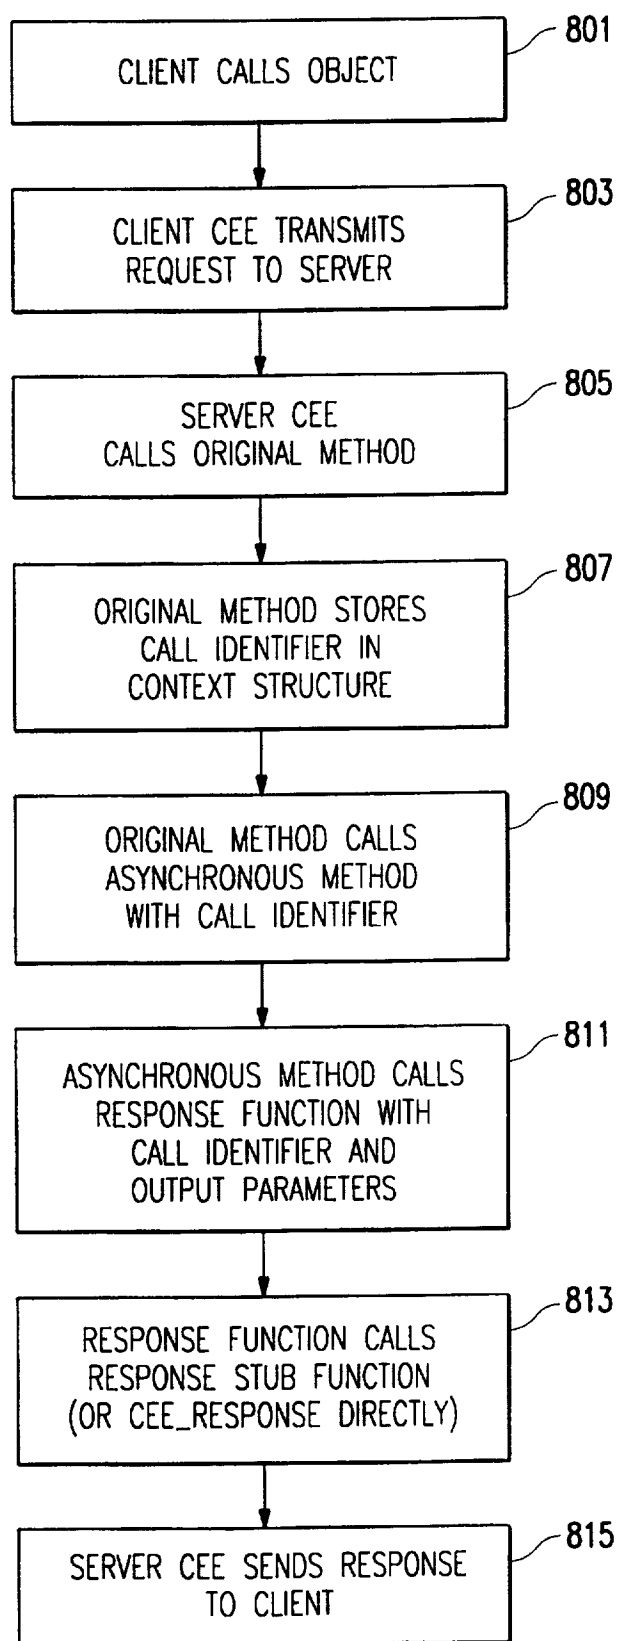 801
CLIENT CALLS OBJECT
803
CLIENT CEE TRANSMITS
REQUEST TO SERVER
805
SERVER CEE
CALLS ORIGINAL METHOD
807
ORIGINAL METHOD STORES
CALL IDENTIFIER IN
CONTEXT STRUCTURE
809
ORIGINAL METHOD CALLS
ASYNCHRONOUS METHOD
WITH CALL IDENTIFIER
811
ASYNCHRONOUS METHOD CALLS
RESPONSE FUNCTION WITH
CALL IDENTIFIER AND
OUTPUT PARAMETERS
813
RESPONSE FUNCTION CALLS
RESPONSE STUB FUNCTION
(OR CEE_RESPONSE DIRECTLY)
815
SERVER CEE SENDS RESPONSE
TO CLIENT